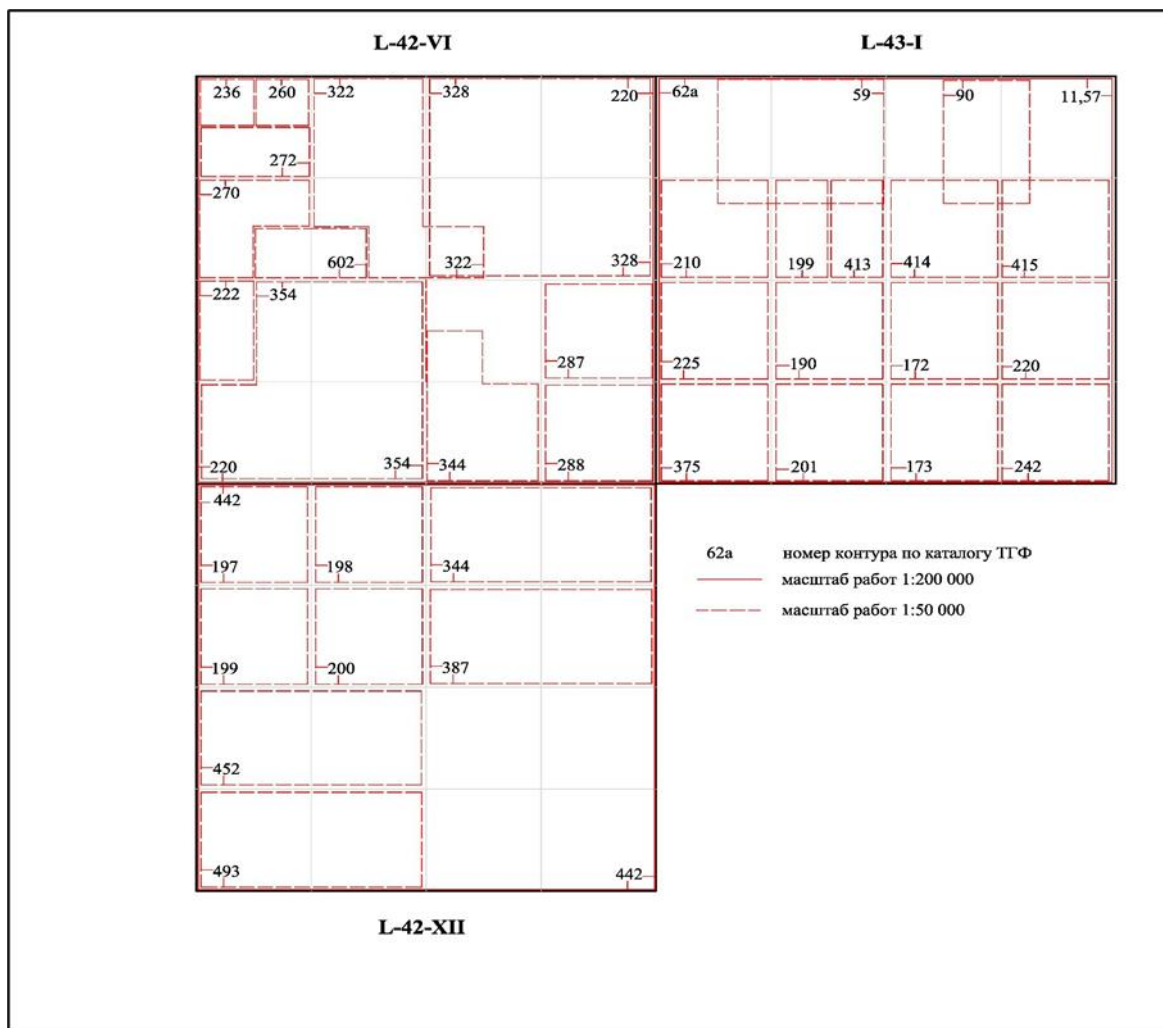 L-42-VI L-43-I
236 260 322 328 220 62а 59 90 11,57
272
270
602 322 328 210 199 413 414 415
222 354
287 225 190 172 220
220 354 344 288 375 201 173 242
442
197 198 344
199 200 387
452
493 442
62а номер контура по каталогу ТГФ
масштаб работ 1:200 000
масштаб работ 1:50 000
L-42-XII